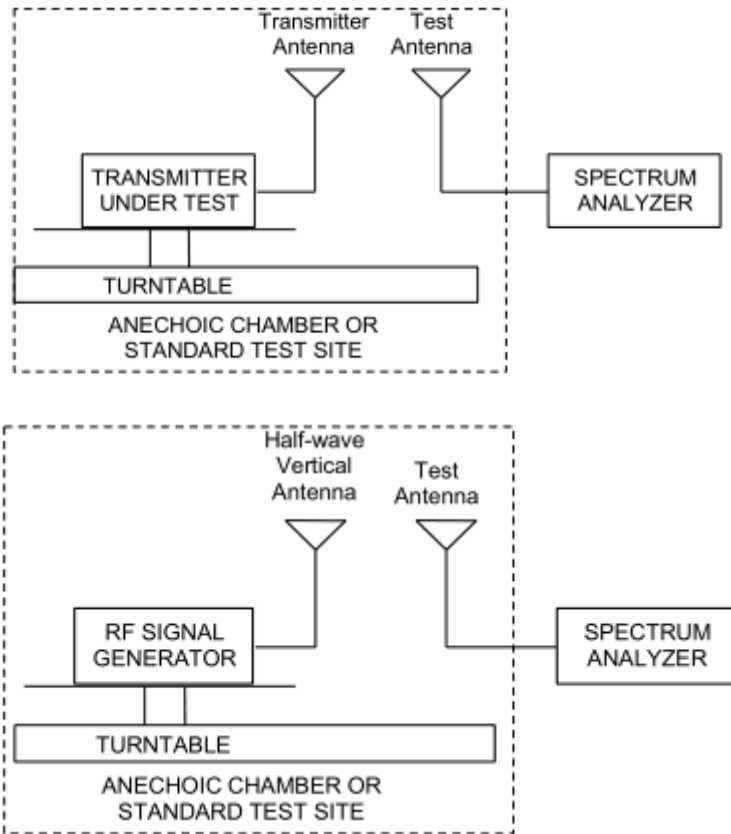 Transmitter
Antenna
Test
Antenna
TRANSMITTER
UNDER TEST
SPECTRUM
ANALYZER
TURNTABLE
ANECHOIC CHAMBER OR
STANDARD TEST SITE
Half-wave
Vertical
Antenna
Test
Antenna
RF SIGNAL
GENERATOR
SPECTRUM
ANALYZER
TURNTABLE
ANECHOIC CHAMBER OR
STANDARD TEST SITE